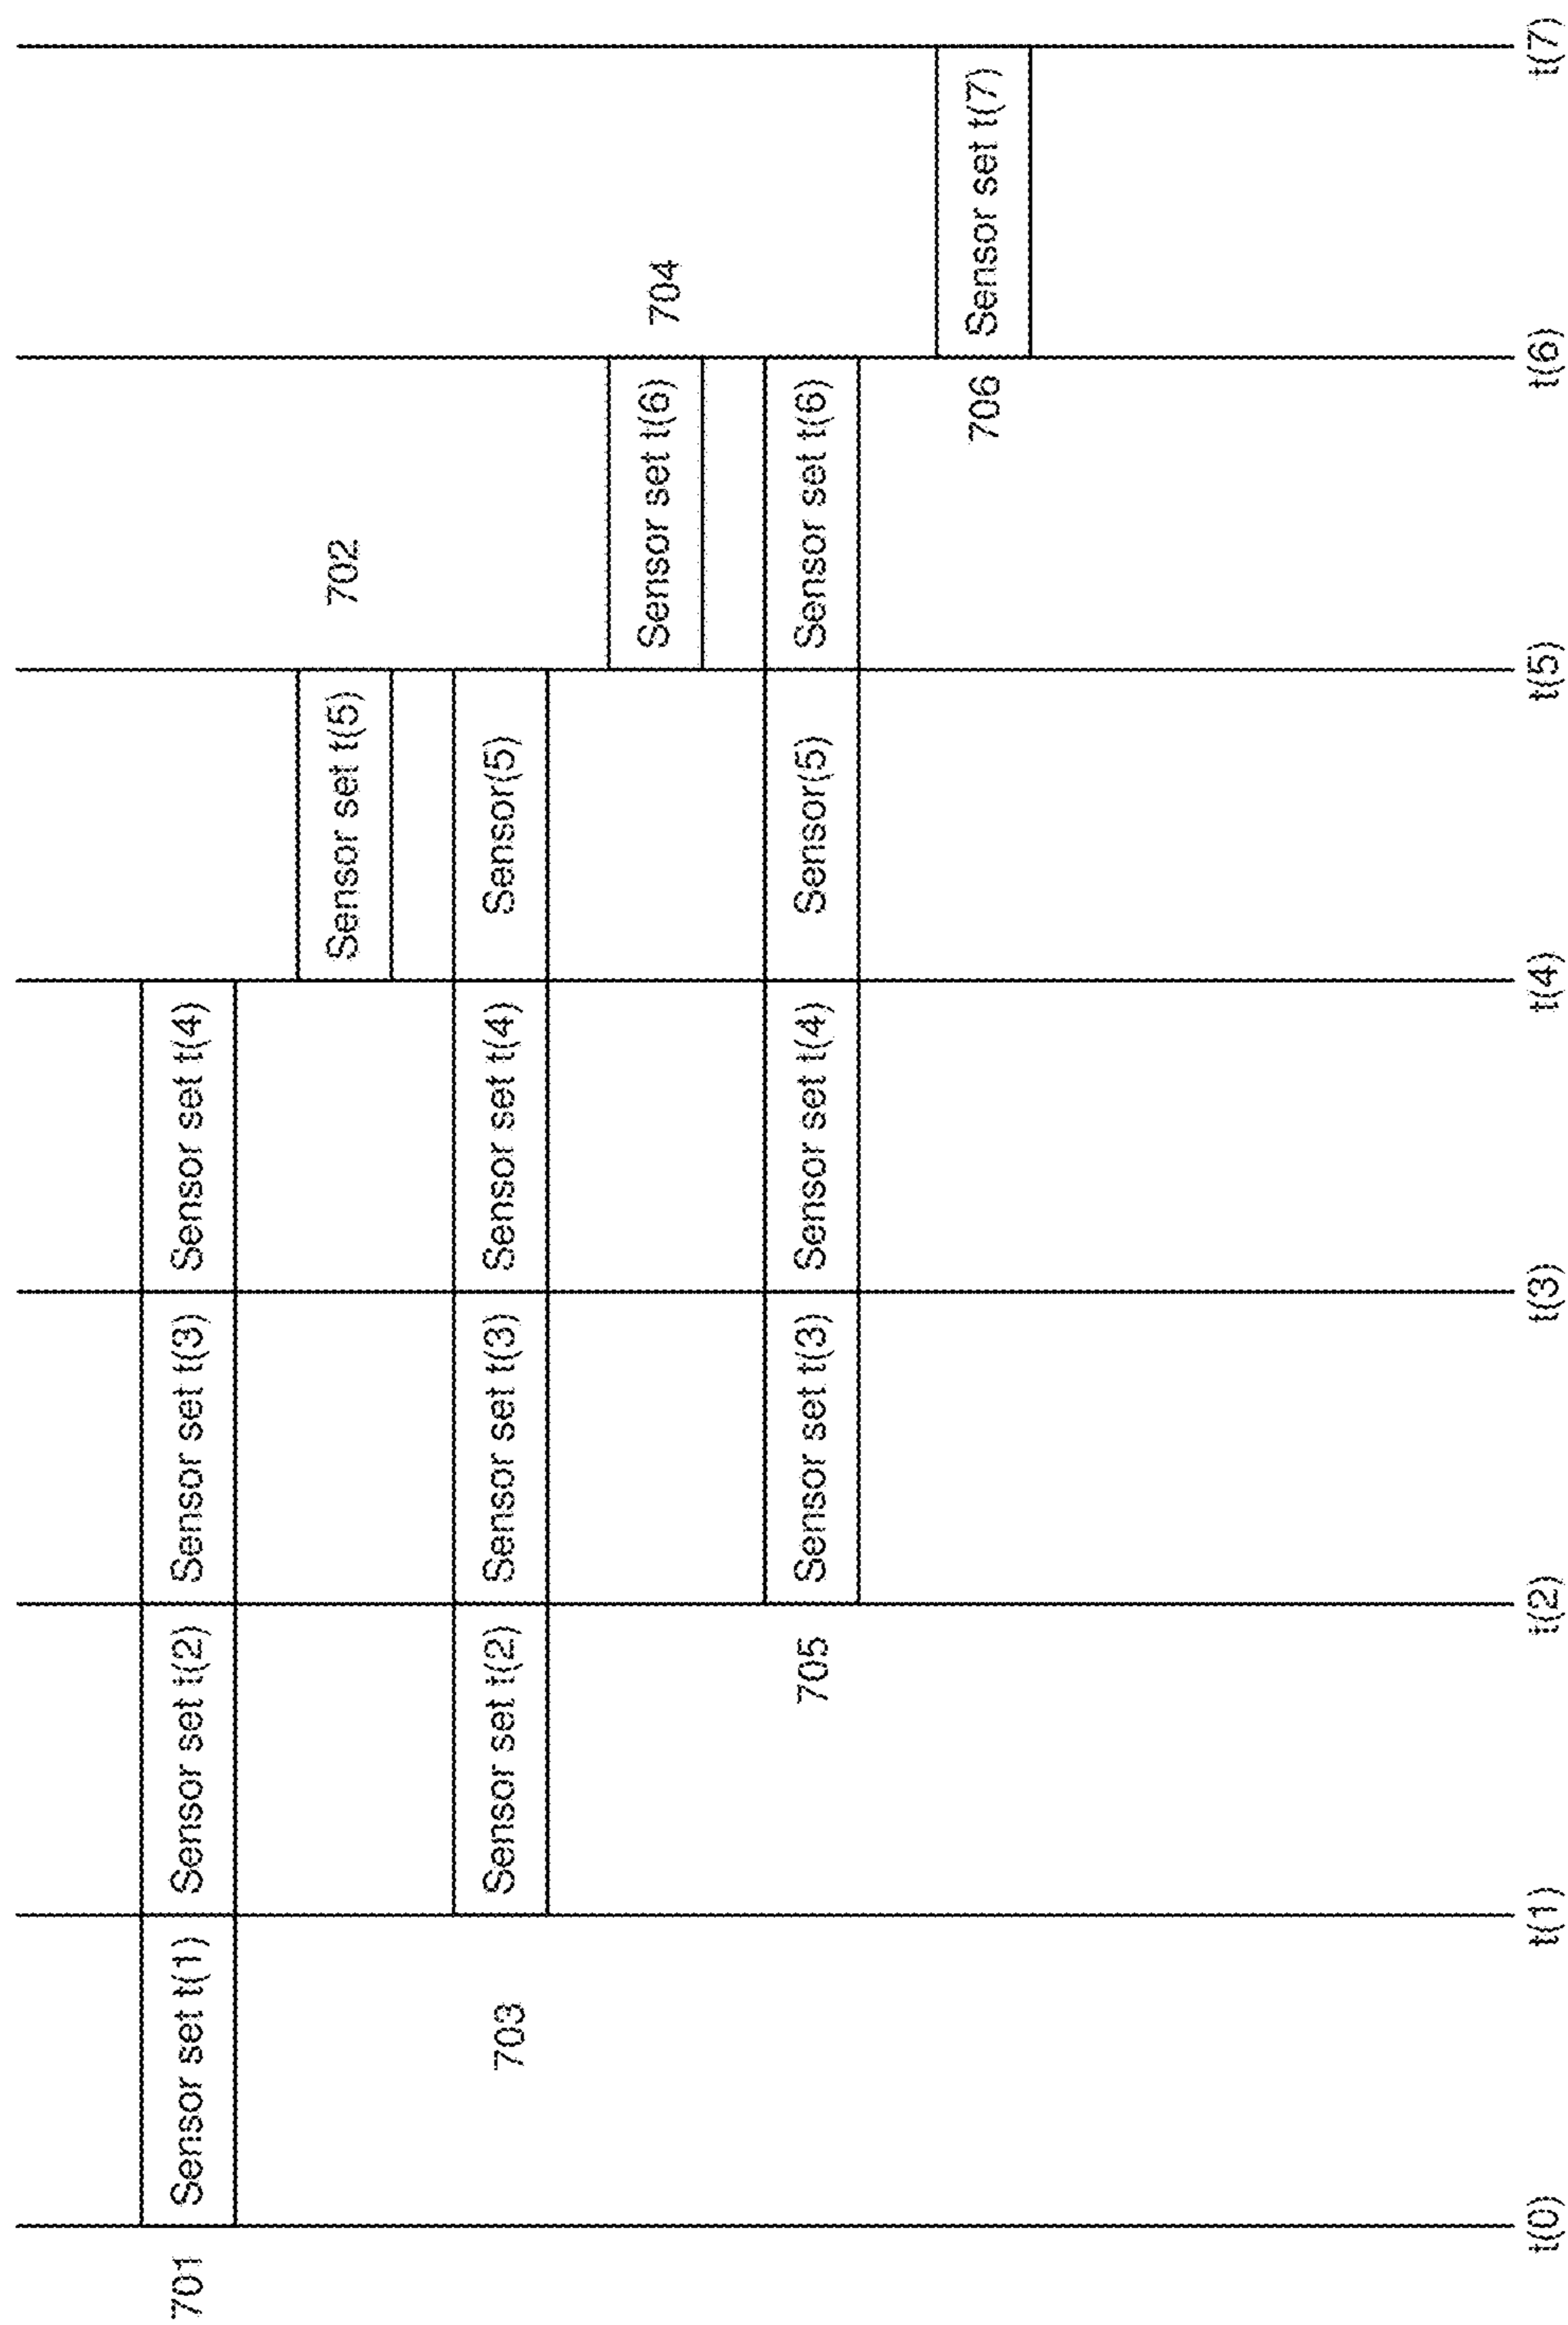 701 Sensor set t(1) Sensor set t(2) Sensor set t(3) Sensor set t(4)
Sensor set t(5) 702
703 Sensor set t(2) Sensor set t(3) Sensor set t(4) Sensor(5)
Sensor set t(6) 704
705 Sensor set t(3) Sensor set t(4) Sensor(5) Sensor set t(6)
706 Sensor set t(7)
t(0) t(1) t(2) t(3) t(4) t(5) t(6) t(7)